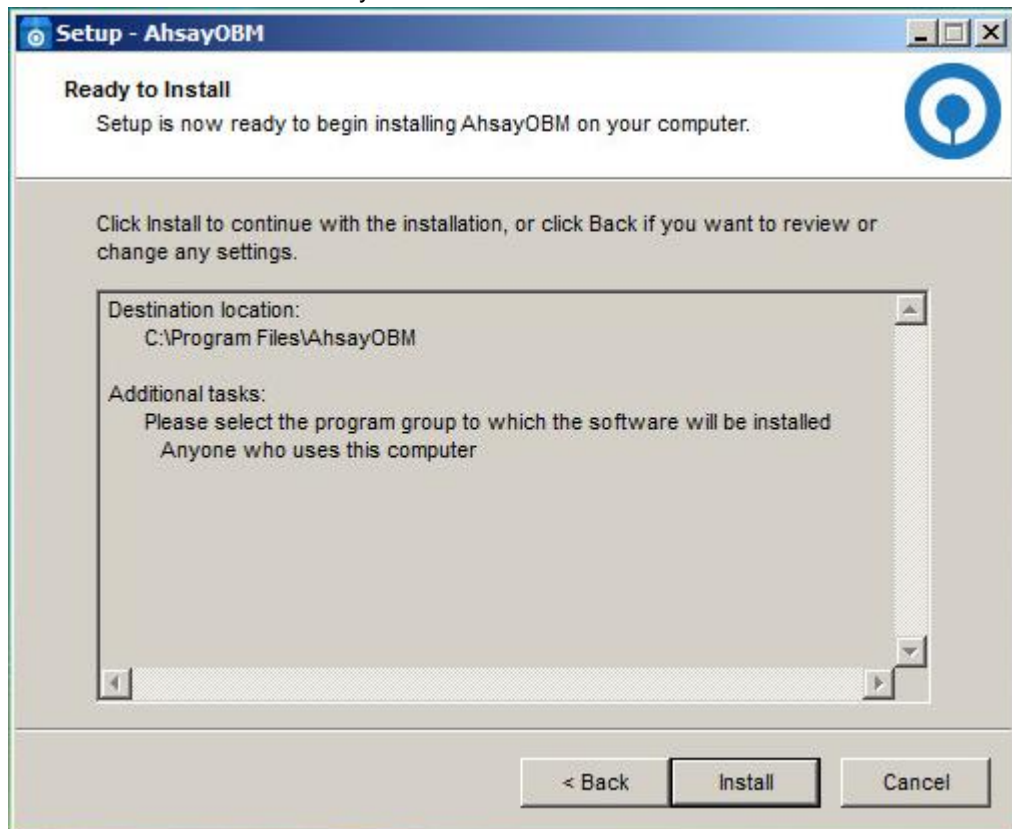 Setup - AhsayOBM
Ready to Install
Setup is now ready to begin installing AhsayOBM on your computer.
Click Install to continue with the installation, or click Back if you want to review or
change any settings.
Destination location:
C:\Program Files\AhsayOBM
Additional tasks:
Please select the program group to which the software will be installed
Anyone who uses this computer
< Back
Install
Cancel